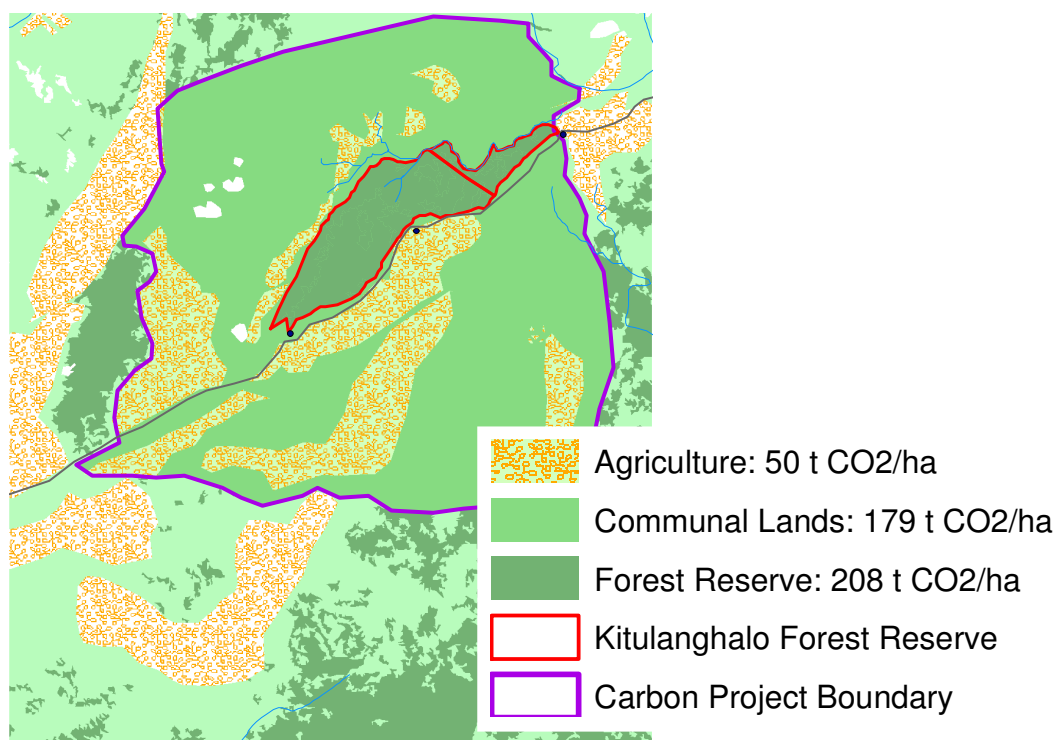 Agriculture: 50 t CO2/ha
Communal Lands: 179 t CO2/ha
Forest Reserve: 208 t CO2/ha
Kitulanghalo Forest Reserve
Carbon Project Boundary